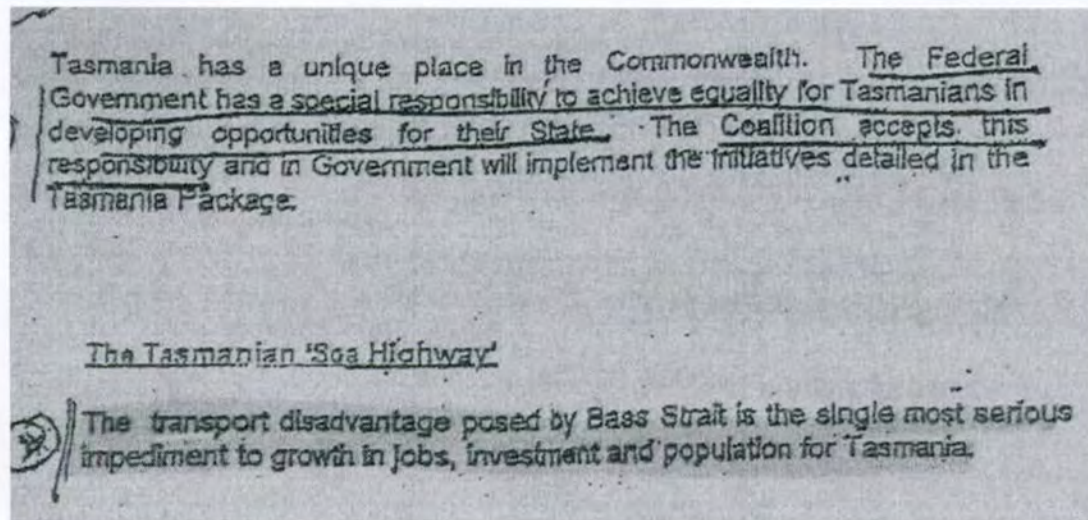 Tasmania has a unique place in the Commonwealth. The Federal
Government has a special responsibility to achieve equality for Tasmanians in
developing opportunities for their State. The Coalition accepts this
responsibility and in Government will implement the initiatives detailed in the
Tasmania Package.
The Tasmanian 'Sea Highway'
The transport disadvantage posed by Bass Strait is the single most serious
impediment to growth in jobs, investment and population for Tasmania.